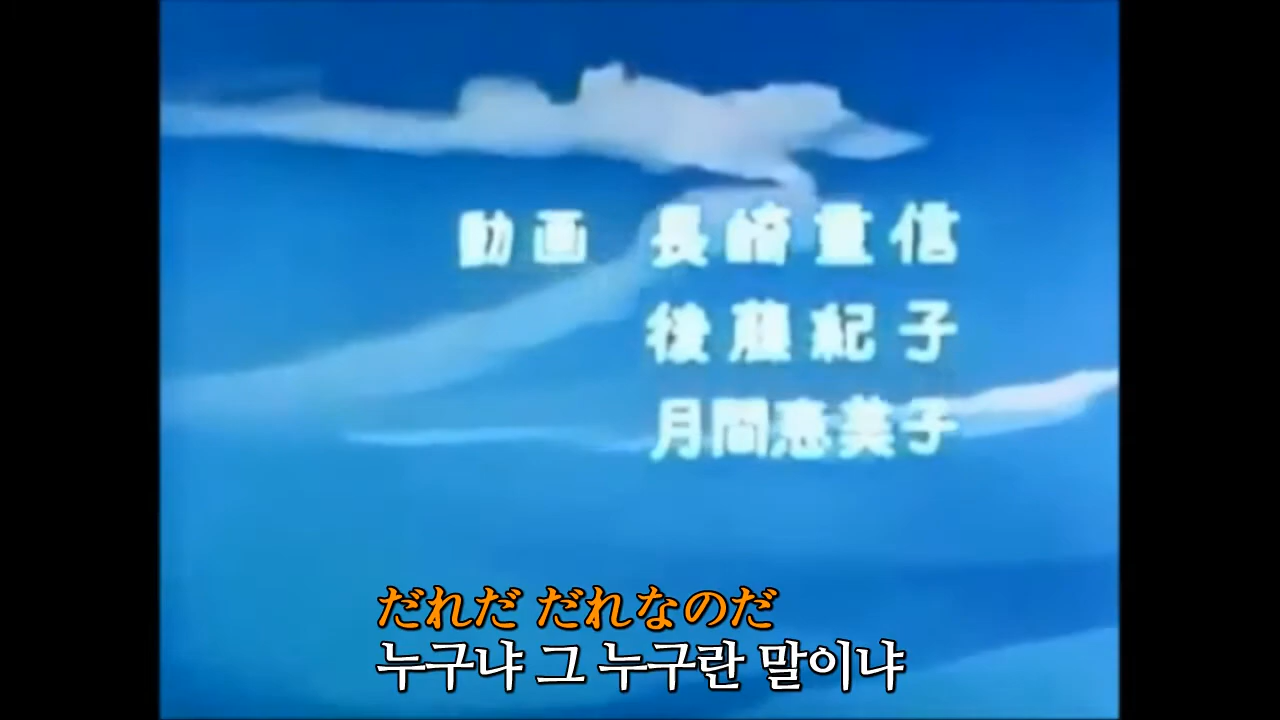 動画 長崎重信
後藤紀子
月間恵美子
だれだ だれなのだ
누구냐 그 누구란 말이냐